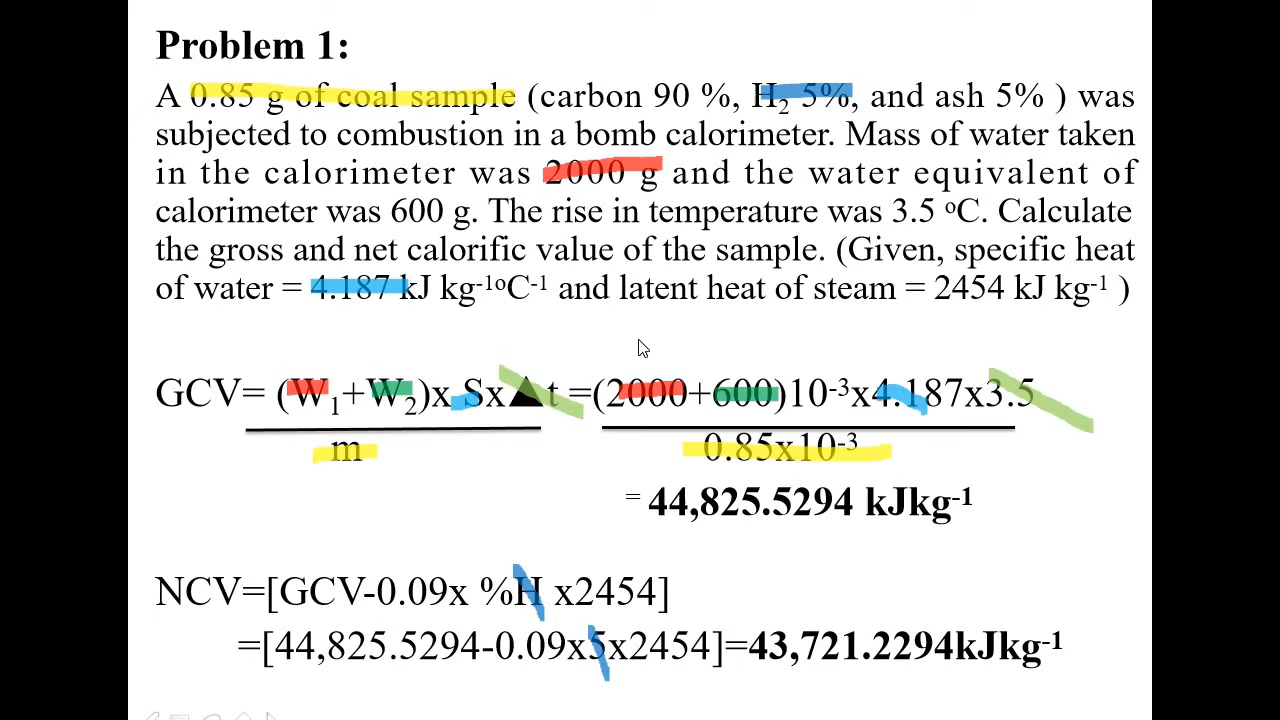 Problem 1:
A 0.85 g of coal sample (carbon 90 %, H₂ 5%, and ash 5% ) was
subjected to combustion in a bomb calorimeter. Mass of water taken
in the calorimeter was 2000 g and the water equivalent of
calorimeter was 600 g. The rise in temperature was 3.5 ᵒC. Calculate
the gross and net calorific value of the sample. (Given, specific heat
of water = 4.187 kJ kg⁻¹ᵒC⁻¹ and latent heat of steam = 2454 kJ kg⁻¹ )
GCV= (W₁+W₂)x Sx▲t =(2000+600)10⁻³x4.187x3.5
m 0.85x10⁻³
= 44,825.5294 kJkg⁻¹
NCV=[GCV-0.09x %H x2454]
=[44,825.5294-0.09x5x2454]=43,721.2294kJkg⁻¹